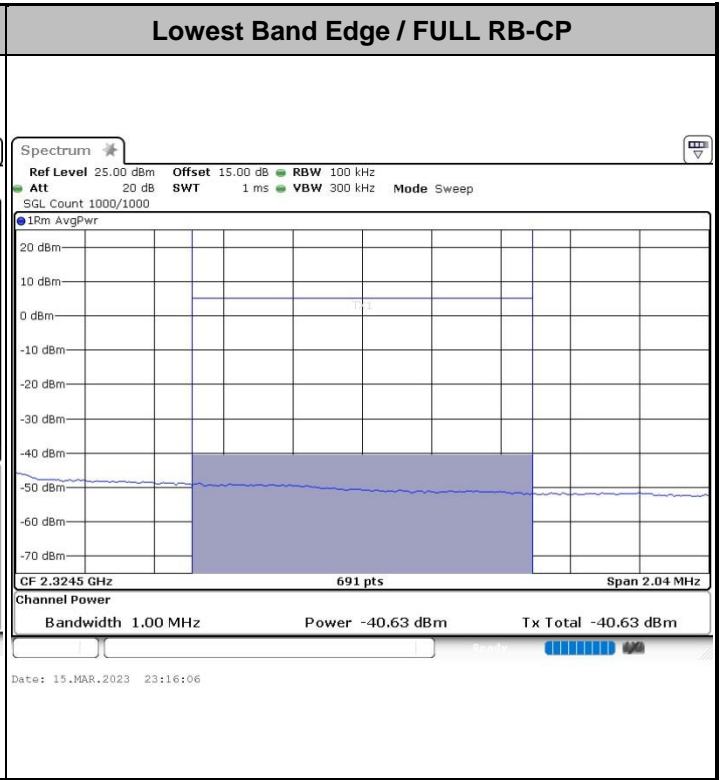 Lowest Band Edge / FULL RB-CP
Spectrum
Ref Level 25.00 dBm Offset 15.00 dB RBW 100 kHz
Att 20 dB SWT 1 ms VBW 300 kHz Mode Sweep
SGL Count 1000/1000
1Rm AvgPwr
20 dBm
10 dBm
TX1
0 dBm
-10 dBm
-20 dBm
-30 dBm
-40 dBm
-50 dBm
-60 dBm
-70 dBm
CF 2.3245 GHz 691 pts Span 2.04 MHz
Channel Power
Bandwidth 1.00 MHz Power -40.63 dBm Tx Total -40.63 dBm
Ready
Date: 15.MAR.2023 23:16:06